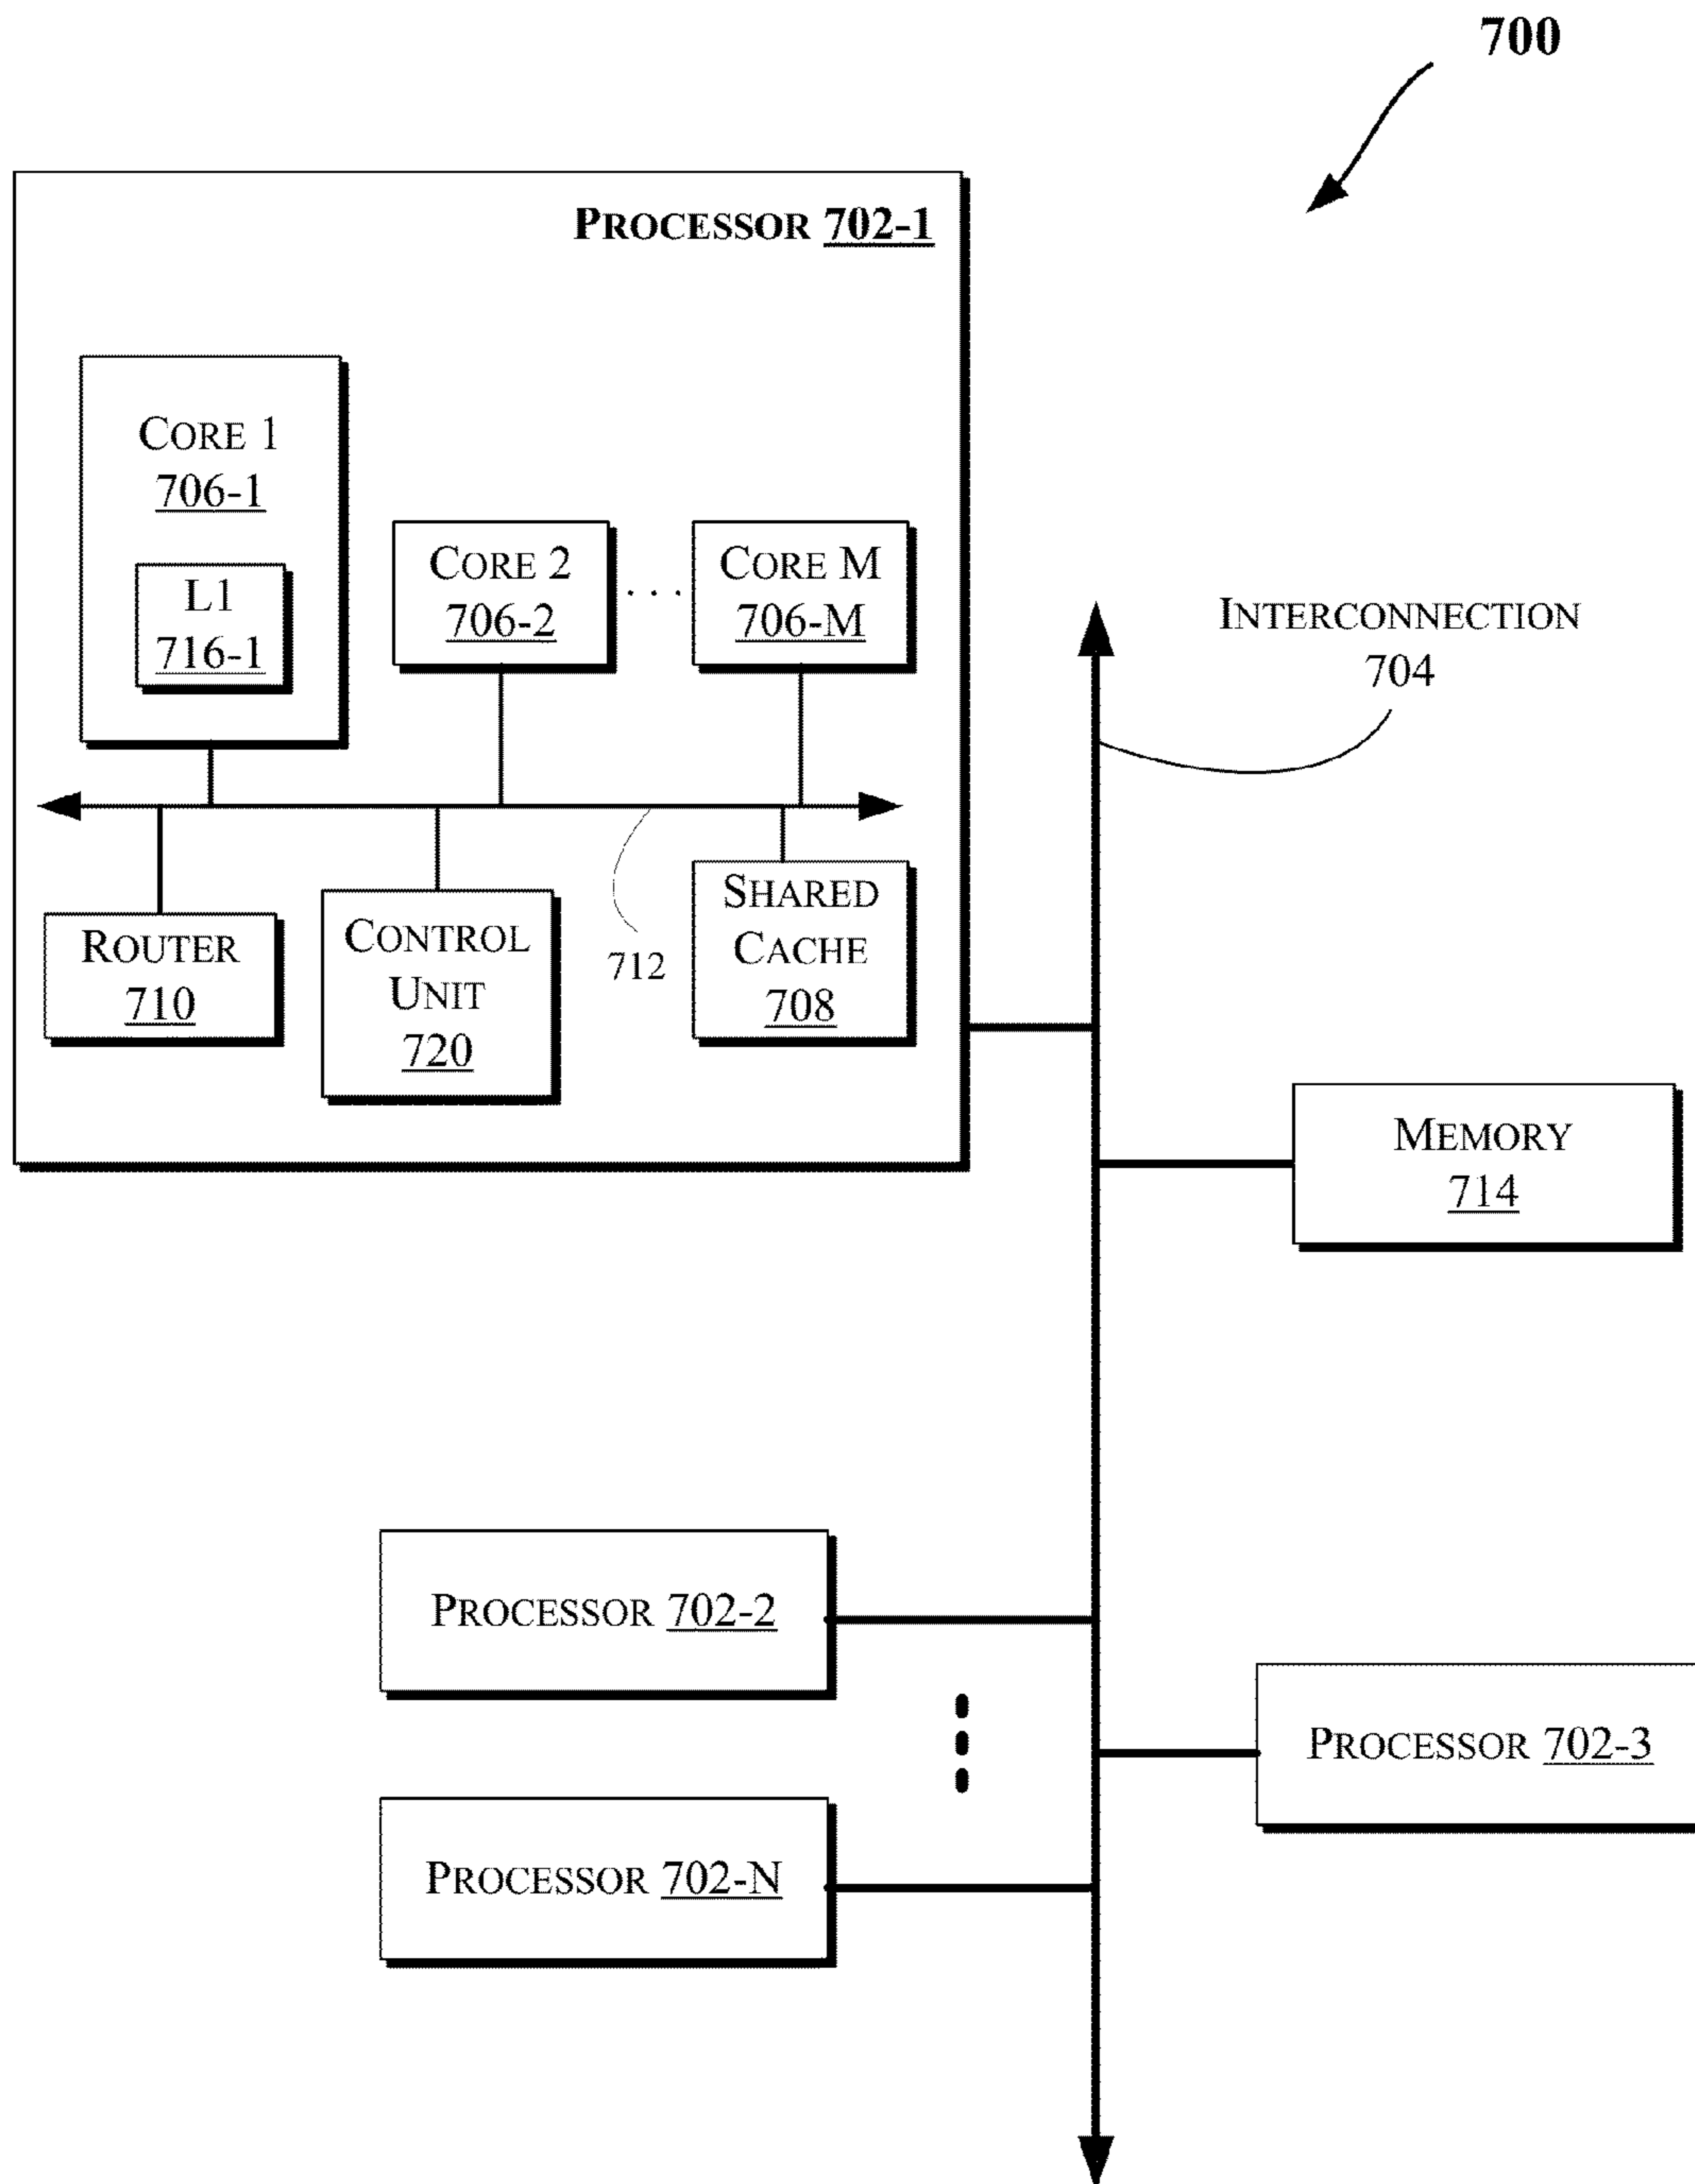 700
PROCESSOR 702-1
CORE 1
706-1
L1
716-1
CORE 2
706-2
. . .
CORE M
706-M
ROUTER
710
CONTROL
UNIT
720
712
SHARED
CACHE
708
INTERCONNECTION
704
MEMORY
714
PROCESSOR 702-2
PROCESSOR 702-3
PROCESSOR 702-N